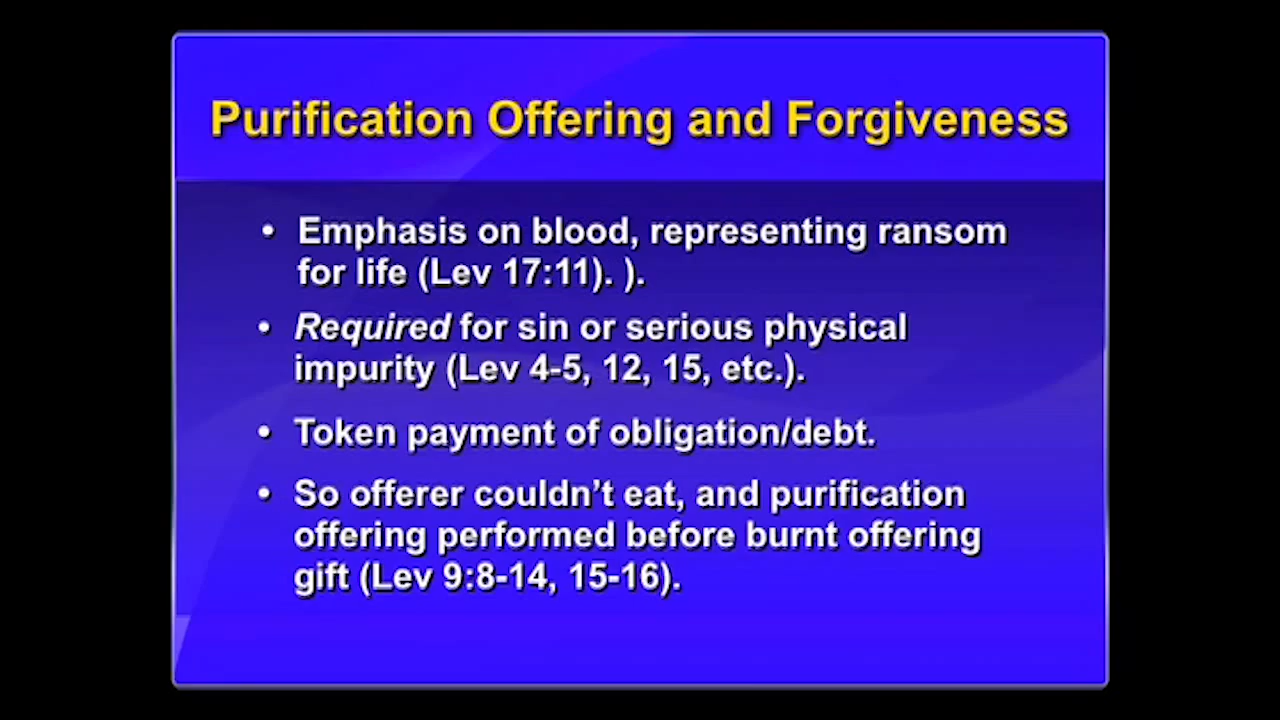 Purification Offering and Forgiveness
• Emphasis on blood, representing ransom
for life (Lev 17:11). ).
• Required for sin or serious physical
impurity (Lev 4-5, 12, 15, etc.).
• Token payment of obligation/debt.
• So offerer couldn’t eat, and purification
offering performed before burnt offering
gift (Lev 9:8-14, 15-16).